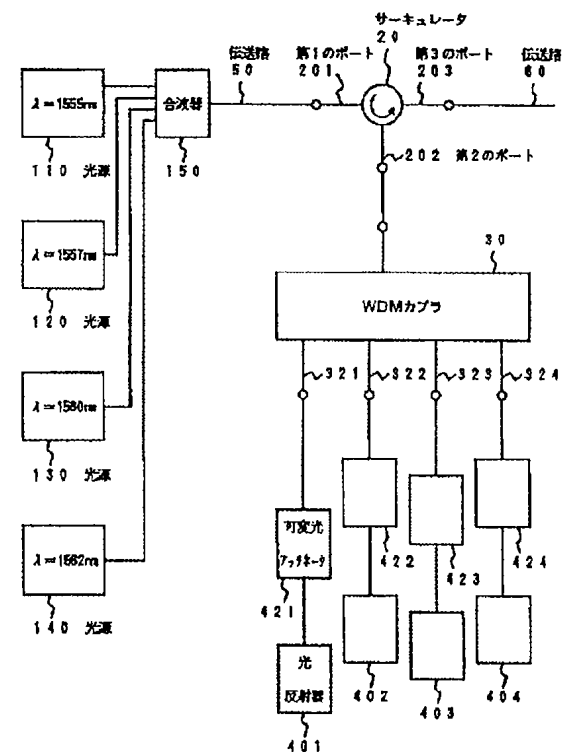 サーキュレータ
20
伝送路
50
第1のポート
201
第3のポート
203
伝送路
60
λ=1555nm
110 光源
合波器
150
202 第2のポート
λ=1557nm
120 光源
30
WDMカプラ
λ=1560nm
130 光源
321
322
323
324
λ=1562nm
140 光源
可変光
アッテネータ
421
422
423
424
光
反射器
401
402
403
404